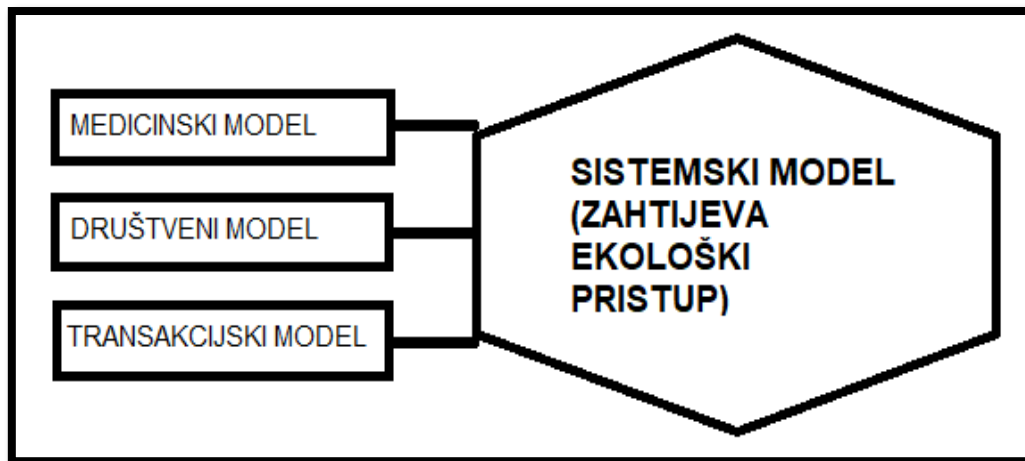 MEDICINSKI MODEL
DRUŠTVENI MODEL
TRANSAKCIJSKI MODEL
SISTEMSKI MODEL
(ZAHTIJEVA
EKOLOŠKI
PRISTUP)